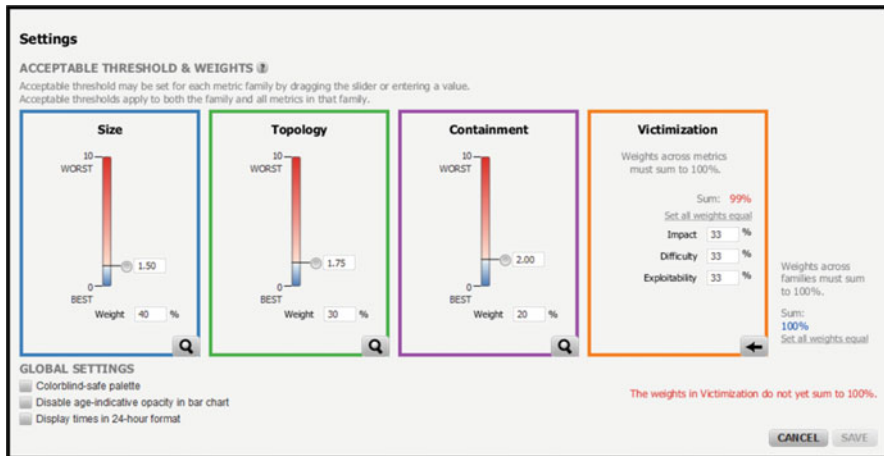 Settings
ACCEPTABLE THRESHOLD & WEIGHTS ?
Acceptable threshold may be set for each metric family by dragging the slider or entering a value.
Acceptable thresholds apply to both the family and all metrics in that family.
Size
10
WORST
1.50
0
BEST
Weight 40 %
Topology
10
WORST
1.75
0
BEST
Weight 30 %
Containment
10
WORST
2.00
0
BEST
Weight 20 %
Victimization
Weights across metrics
must sum to 100%.
Sum: 99%
Set all weights equal
Impact 33 %
Difficulty 33 %
Exploitability 33 %
Weights across
families must sum
to 100%.
Sum:
100%
Set all weights equal
GLOBAL SETTINGS
Colorblind-safe palette
Disable age-indicative opacity in bar chart
Display times in 24-hour format
The weights in Victimization do not yet sum to 100%.
CANCEL SAVE